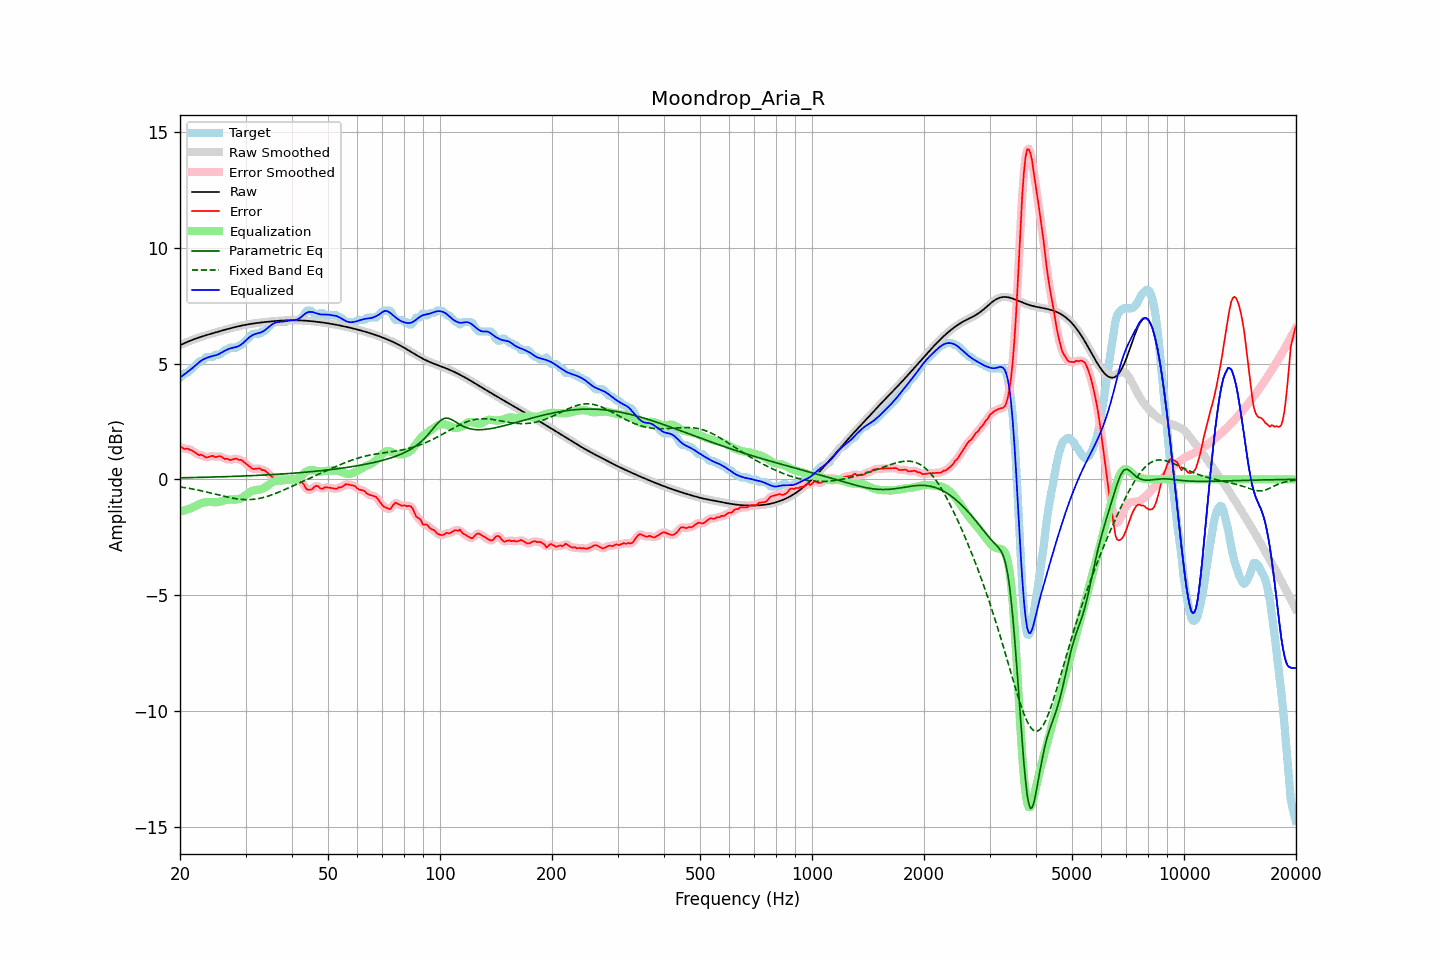 Moondrop_Aria_R
Target
Raw Smoothed
Error Smoothed
Raw
Error
Equalization
Parametric Eq
Fixed Band Eq
Equalized
Amplitude (dBr)
15
10
5
0
−5
−10
−15
20 50 100 200 500 1000 2000 5000 10000 20000
Frequency (Hz)